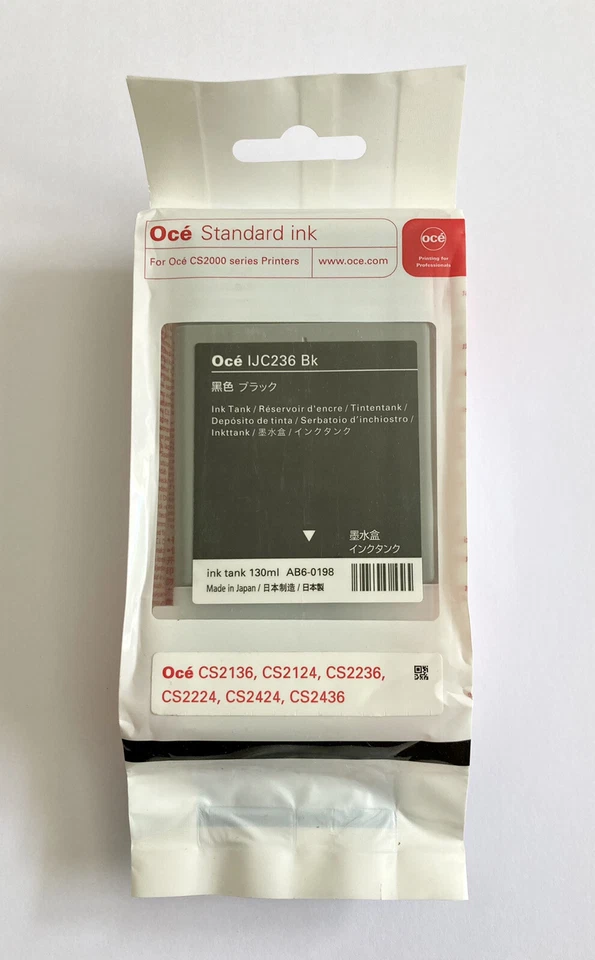 Océ Standard ink
For Océ CS2000 series Printers
www.oce.com
océ
Printing for
Professionals
Océ IJC236 Bk
黑色 ブラック
Ink Tank / Réservoir d'encre / Tintentank /
Depósito de tinta / Serbatoio d'inchiostro /
Inkttank / 墨水盒 / インクタンク
墨水盒
インクタンク
ink tank 130ml AB6-0198
Made in Japan / 日本制造 / 日本製
Océ CS2136, CS2124, CS2236,
CS2224, CS2424, CS2436